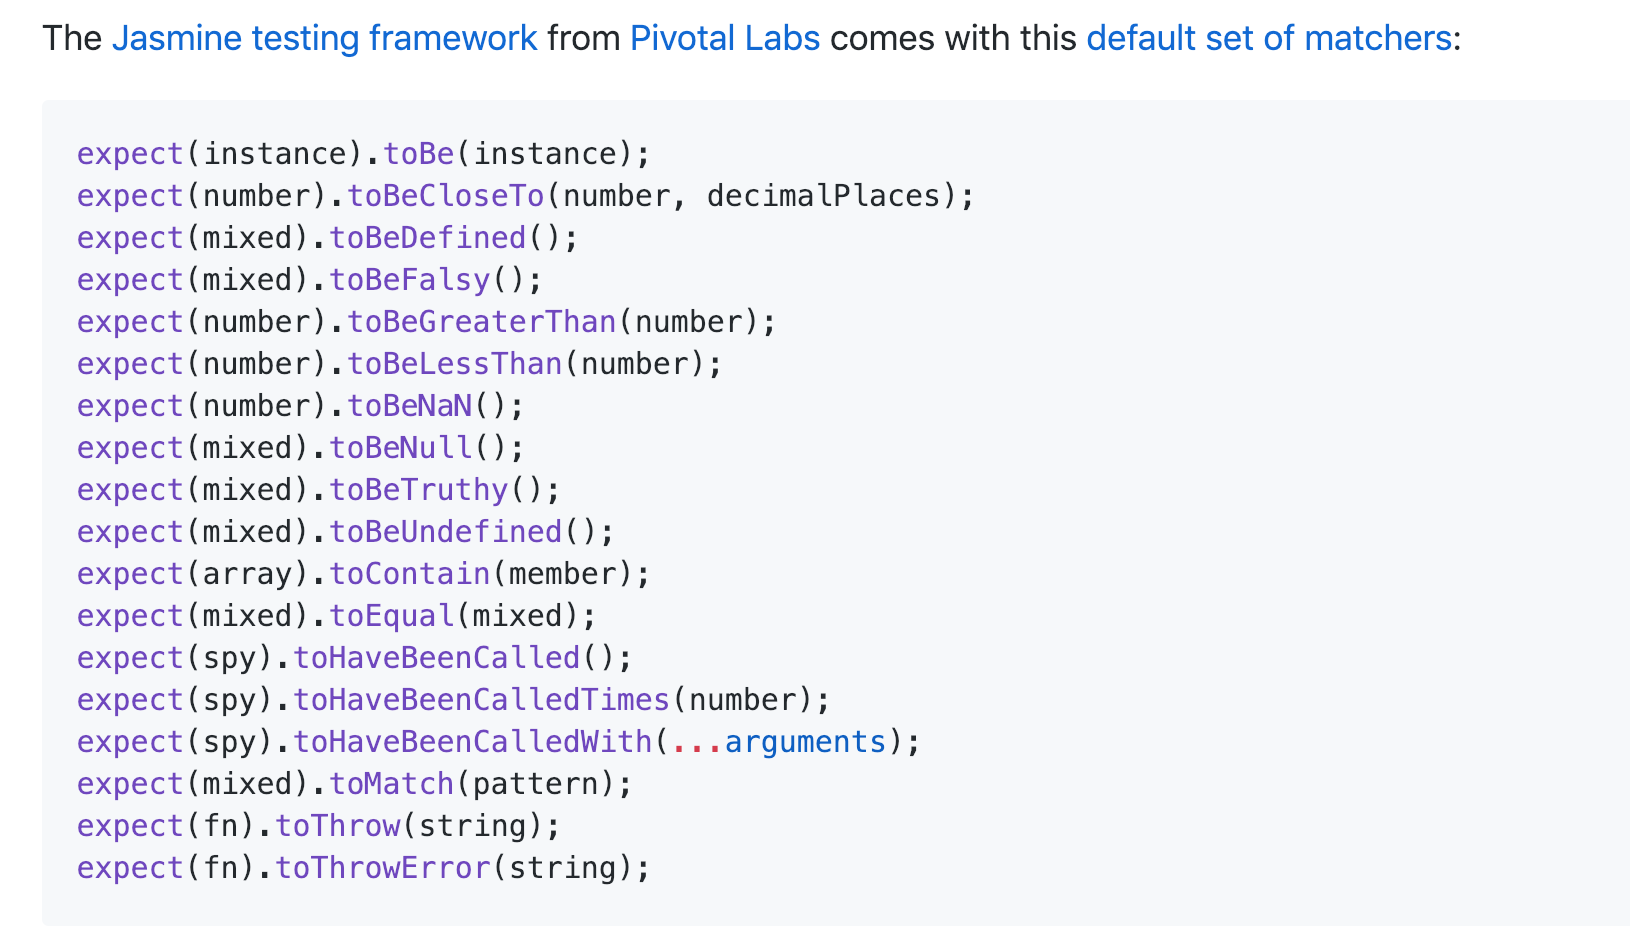 The Jasmine testing framework from Pivotal Labs comes with this default set of matchers:
expect(instance).toBe(instance);
expect(number).toBeCloseTo(number, decimalPlaces);
expect(mixed).toBeDefined();
expect(mixed).toBeFalsy();
expect(number).toBeGreaterThan(number);
expect(number).toBeLessThan(number);
expect(number).toBeNaN();
expect(mixed).toBeNull();
expect(mixed).toBeTruthy();
expect(mixed).toBeUndefined();
expect(array).toContain(member);
expect(mixed).toEqual(mixed);
expect(spy).toHaveBeenCalled();
expect(spy).toHaveBeenCalledTimes(number);
expect(spy).toHaveBeenCalledWith(...arguments);
expect(mixed).toMatch(pattern);
expect(fn).toThrow(string);
expect(fn).toThrowError(string);